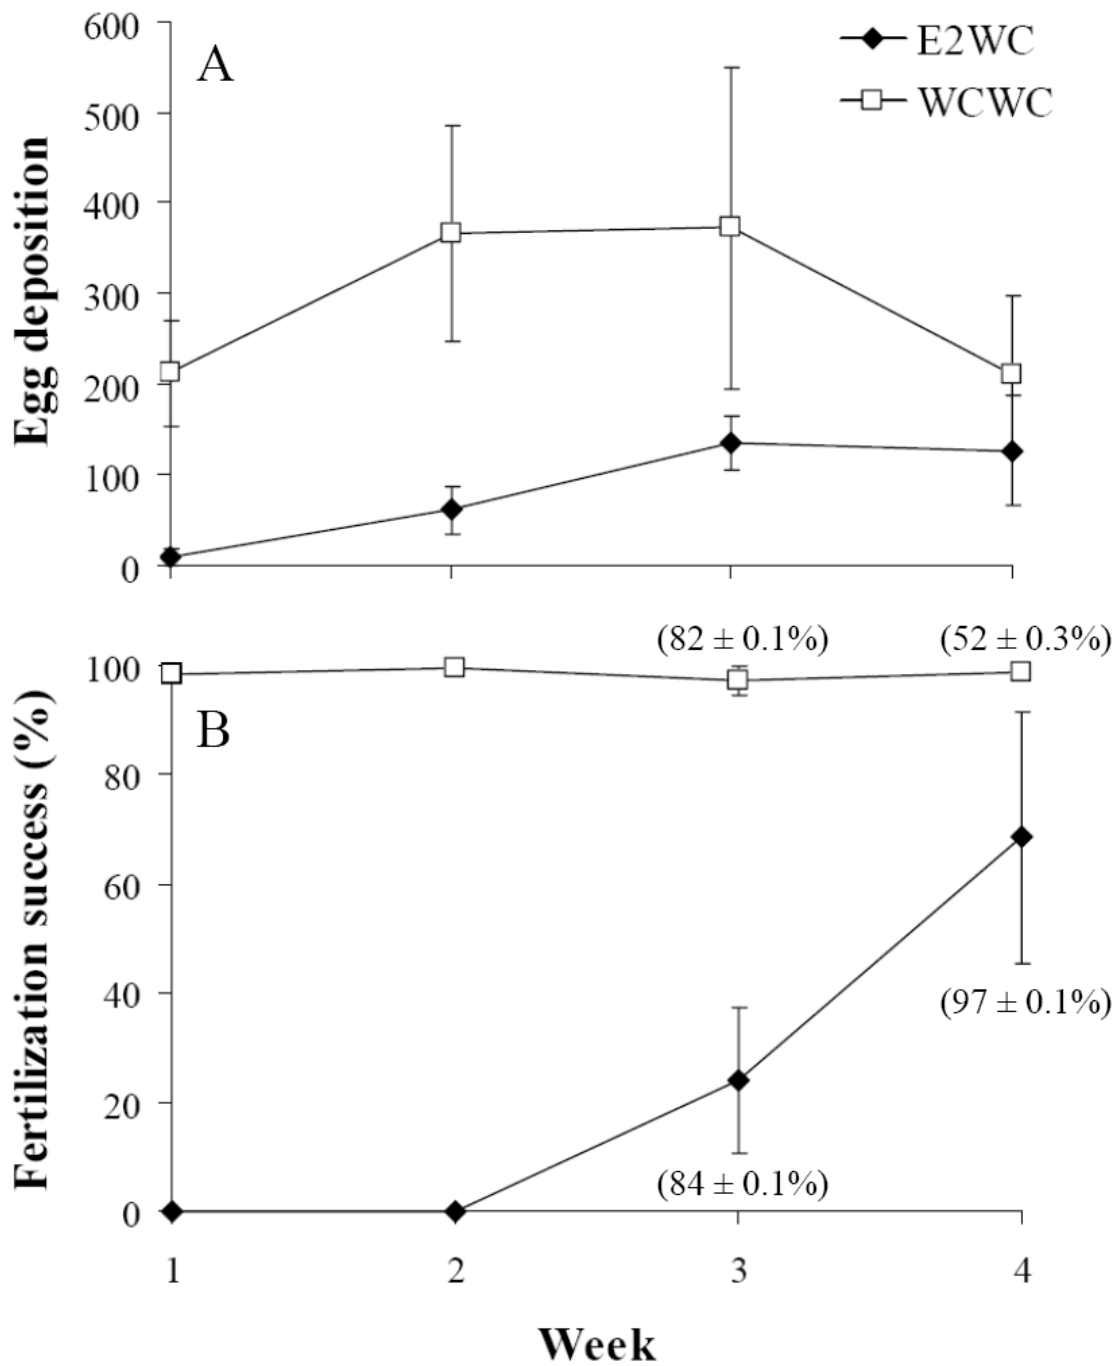 600
A
E2WC
WCWC
500
400
300
200
100
0
Egg deposition
(82 ± 0.1%)
(52 ± 0.3%)
100
B
80
60
40
(97 ± 0.1%)
20
(84 ± 0.1%)
0
Fertilization success (%)
1 2 3 4
Week